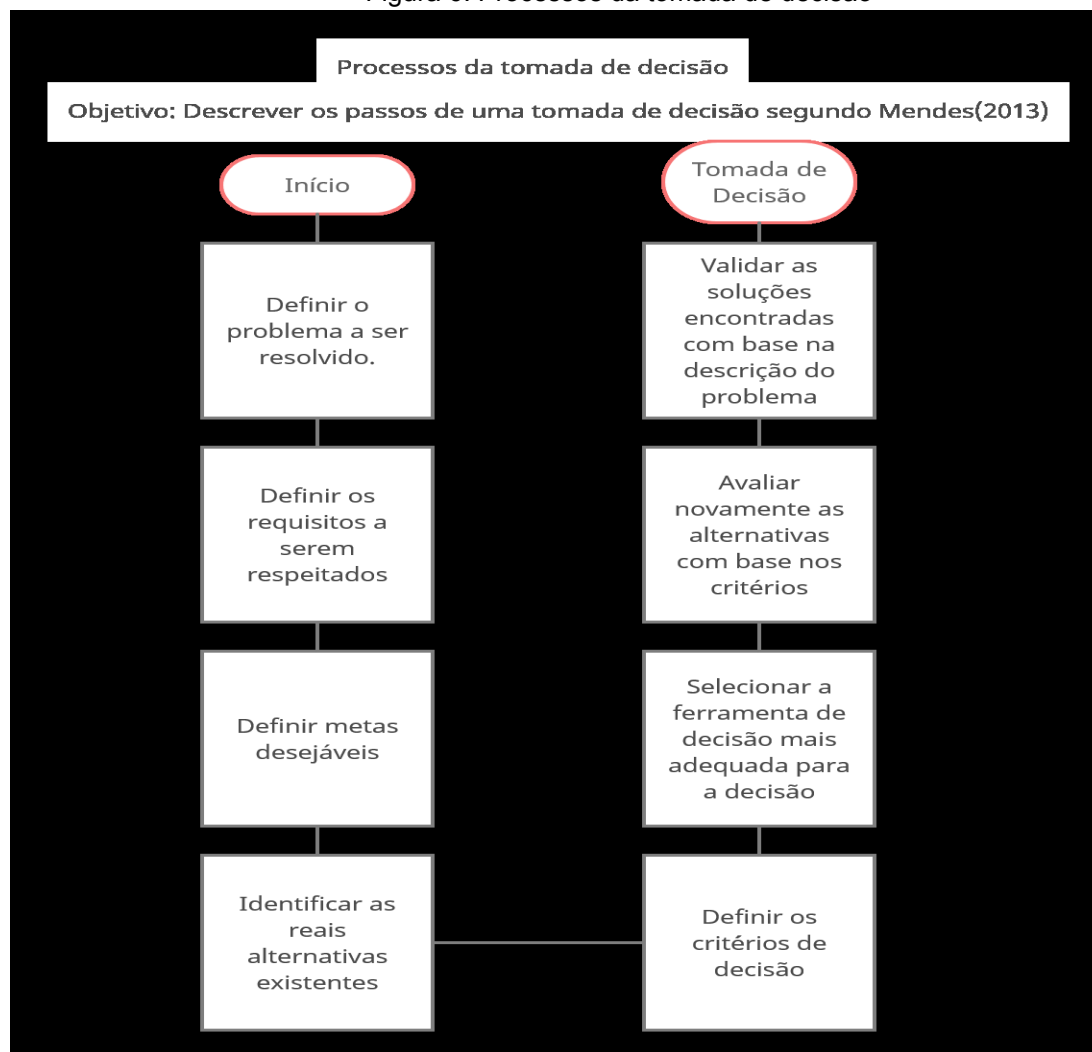 Processos da tomada de decisão
Objetivo: Descrever os passos de uma tomada de decisão segundo Mendes(2013)
Início
Definir o
problema a ser
resolvido.
Definir os
requisitos a
serem
respeitados
Definir metas
desejáveis
Identificar as
reais
alternativas
existentes
Tomada de
Decisão
Validar as
soluções
encontradas
com base na
descrição do
problema
Avaliar
novamente as
alternativas
com base nos
critérios
Selecionar a
ferramenta de
decisão mais
adequada para
a decisão
Definir os
critérios de
decisão